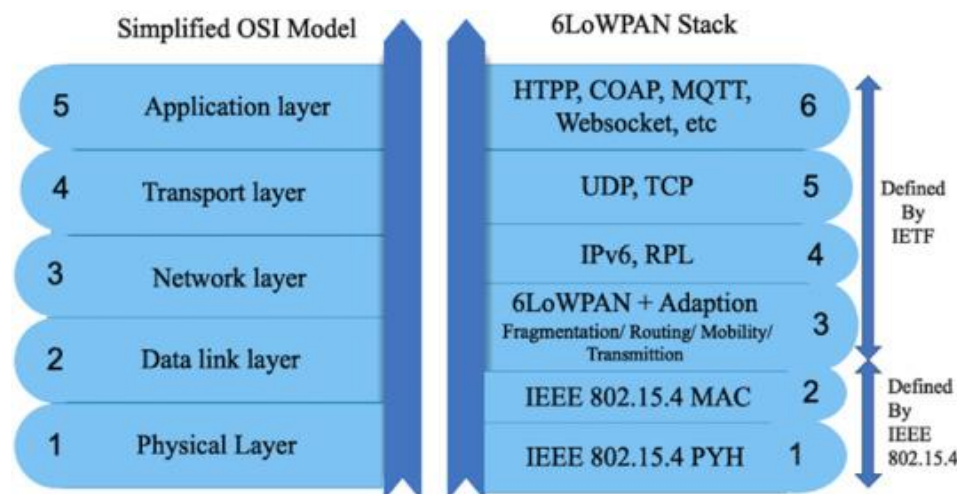 Simplified OSI Model
5 Application layer
4 Transport layer
3 Network layer
2 Data link layer
1 Physical Layer
6LoWPAN Stack
HTPP, COAP, MQTT, 6
Websocket, etc
UDP, TCP 5
IPv6, RPL 4
6LoWPAN + Adaption 3
Fragmentation/ Routing/ Mobility/
Transmittion
IEEE 802.15.4 MAC 2
IEEE 802.15.4 PYH 1
Defined
By
IETF
Defined
By
IEEE
802.15.4